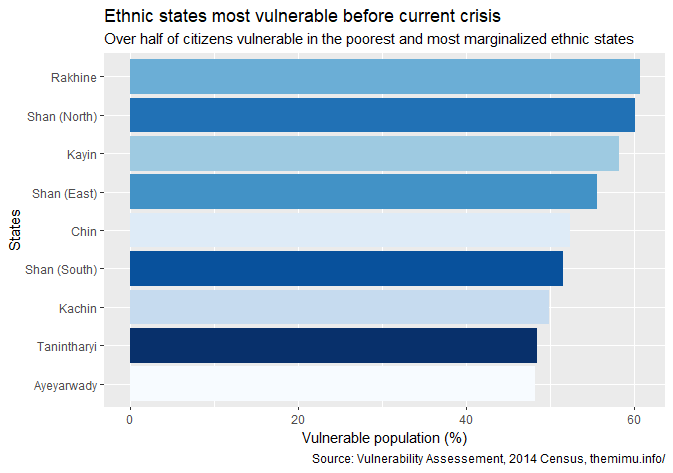 Ethnic states most vulnerable before current crisis
Over half of citizens vulnerable in the poorest and most marginalized ethnic states
States
Rakhine
Shan (North)
Kayin
Shan (East)
Chin
Shan (South)
Kachin
Tanintharyi
Ayeyarwady
0 20 40 60
Vulnerable population (%)
Source: Vulnerability Assessement, 2014 Census, themimu.info/